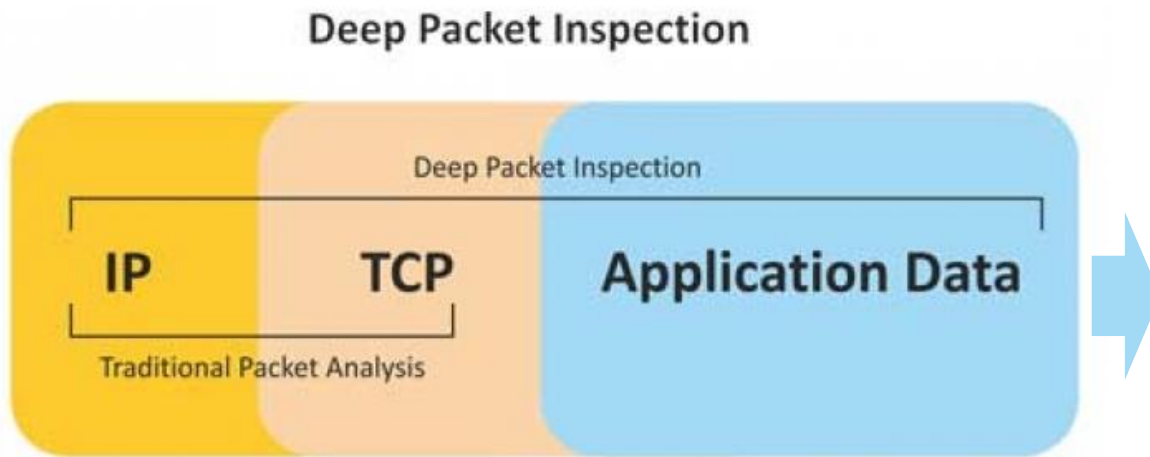 Deep Packet Inspection
Deep Packet Inspection
IP TCP Application Data
Traditional Packet Analysis